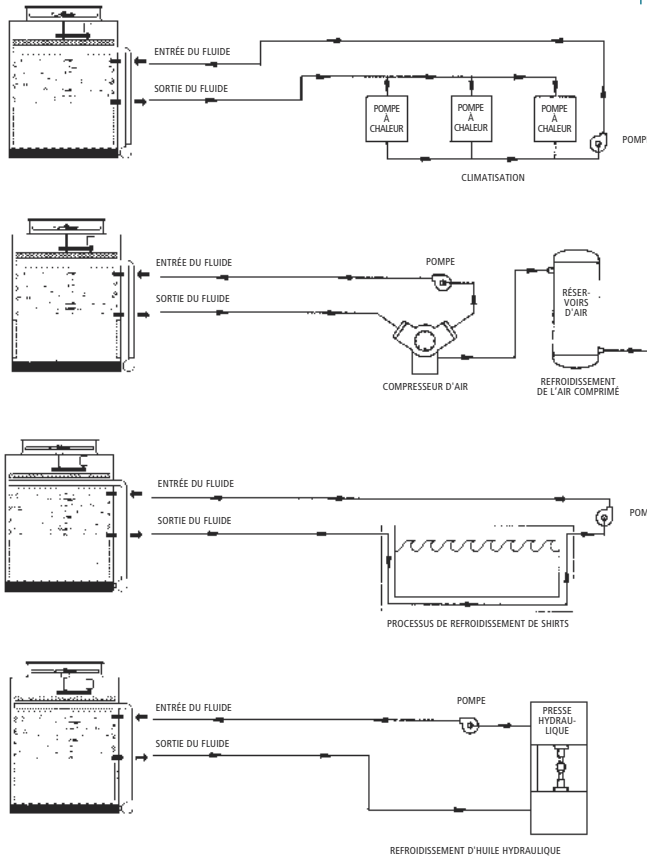 ENTRÉE DU FLUIDE
SORTIE DU FLUIDE
POMPE
À
CHALEUR
POMPE
À
CHALEUR
POMPE
À
CHALEUR
POMP
CLIMATISATION
ENTRÉE DU FLUIDE
POMPE
SORTIE DU FLUIDE
RÉSER-
VOIRS
D'AIR
COMPRESSEUR D'AIR
REFROIDISSEMENT
DE L'AIR COMPRIMÉ
ENTRÉE DU FLUIDE
SORTIE DU FLUIDE
POM
PROCESSUS DE REFROIDISSEMENT DE SHIRTS
ENTRÉE DU FLUIDE
POMPE
PRESSE
HYDRAU-
LIQUE
SORTIE DU FLUIDE
REFROIDISSEMENT D'HUILE HYDRAULIQUE